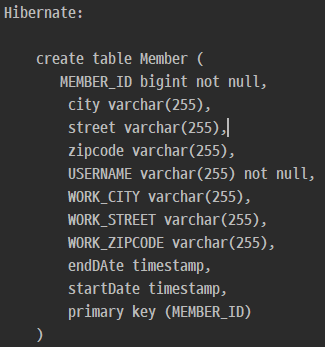 Hibernate:
create table Member (
MEMBER_ID bigint not null,
city varchar(255),
street varchar(255),
zipcode varchar(255),
USERNAME varchar(255) not null,
WORK_CITY varchar(255),
WORK_STREET varchar(255),
WORK_ZIPCODE varchar(255),
endDAte timestamp,
startDate timestamp,
primary key (MEMBER_ID)
)